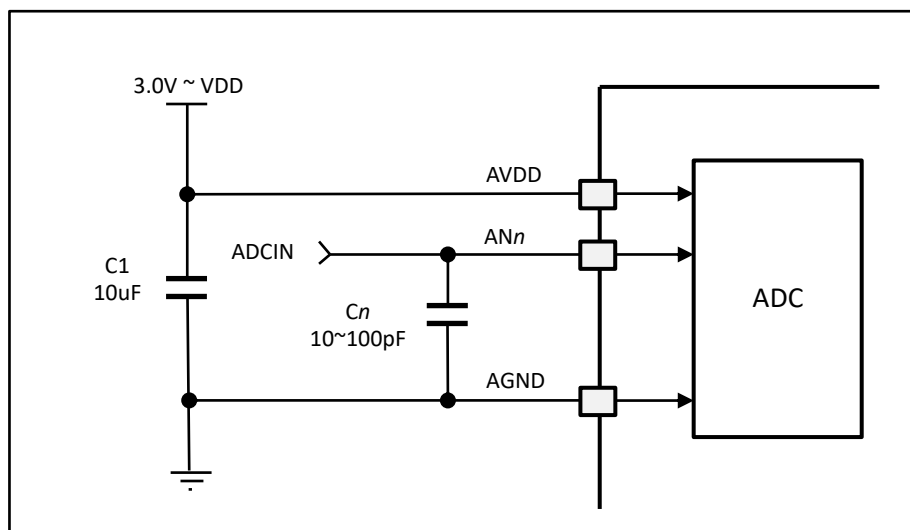 3.0V ~ VDD
AVDD
ADCIN
ANn
C1
10uF
Cn
10~100pF
ADC
AGND